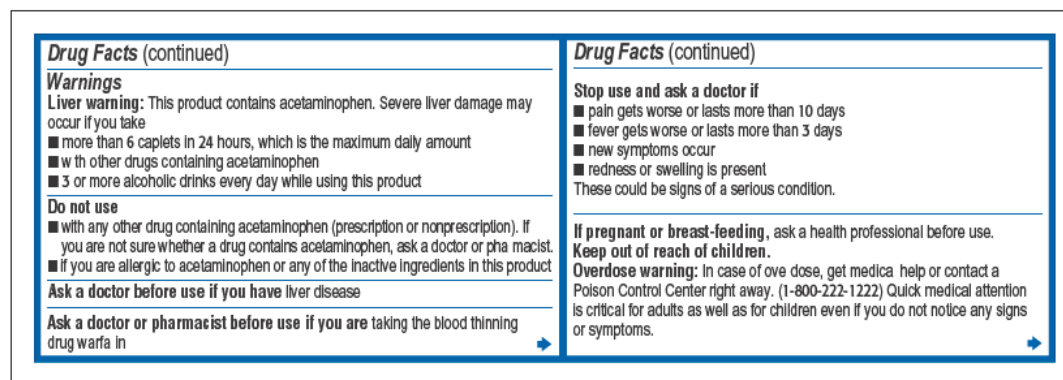 Drug Facts (continued)
Warnings
Liver warning: This product contains acetaminophen. Severe liver damage may
occur if you take
■ more than 6 caplets in 24 hours, which is the maximum daily amount
■ w th other drugs containing acetaminophen
■ 3 or more alcoholic drinks every day while using this product
Do not use
■ with any other drug containing acetaminophen (prescription or nonprescription). If
you are not sure whether a drug contains acetaminophen, ask a doctor or pha macist.
■ if you are allergic to acetaminophen or any of the inactive ingredients in this product
Ask a doctor before use if you have liver disease
Ask a doctor or pharmacist before use if you are taking the blood thinning
drug warfa in
Drug Facts (continued)
Stop use and ask a doctor if
■ pain gets worse or lasts more than 10 days
■ fever gets worse or lasts more than 3 days
■ new symptoms occur
■ redness or swelling is present
These could be signs of a serious condition.
If pregnant or breast-feeding, ask a health professional before use.
Keep out of reach of children.
Overdose warning: In case of ove dose, get medica help or contact a
Poison Control Center right away. (1-800-222-1222) Quick medical attention
is critical for adults as well as for children even if you do not notice any signs
or symptoms.